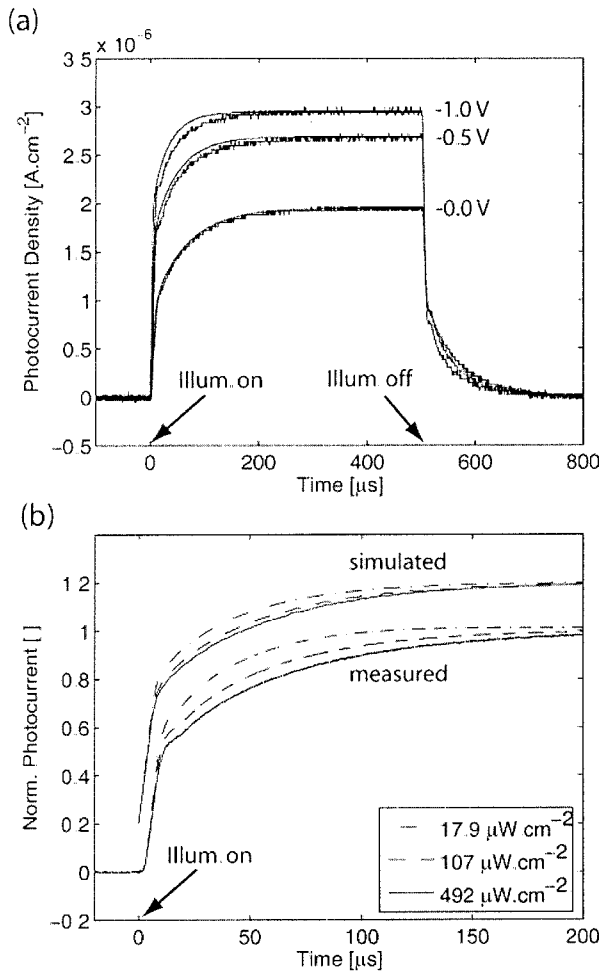 (a)
x 10−6
3.5
3
2.5
2
1.5
1
0.5
0
−0.5
Photocurrent Density [A.cm−2]
-1.0 V
-0.5 V
-0.0 V
Illum. on
Illum. off
0
200
400
600
800
Time [μs]
(b)
1 2
1
0.8
0.6
0.4
0 2
0
−0 2
Norm. Photocurrent [ ]
simulated
measured
17.9 μW cm−2
107 μW.cm−2
492 μW.cm−2
Illum. on
0
50
100
150
200
Time [μs]